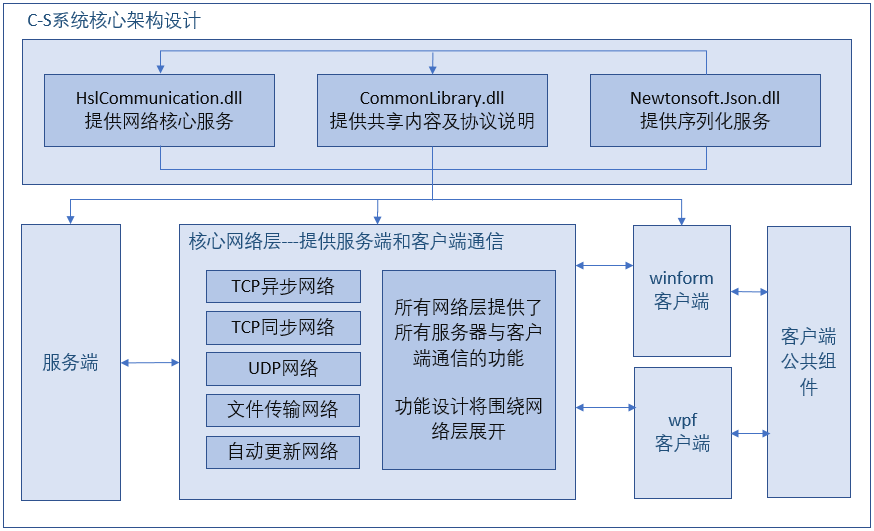 C-S系统核心架构设计
HslCommunication.dll
提供网络核心服务
CommonLibrary.dll
提供共享内容及协议说明
Newtonsoft.Json.dll
提供序列化服务
服务端
核心网络层---提供服务端和客户端通信
TCP异步网络
TCP同步网络
UDP网络
文件传输网络
自动更新网络
所有网络层提供了
所有服务器与客户
端通信的功能
功能设计将围绕网
络层展开
winform
客户端
wpf
客户端
客户端
公共组
件